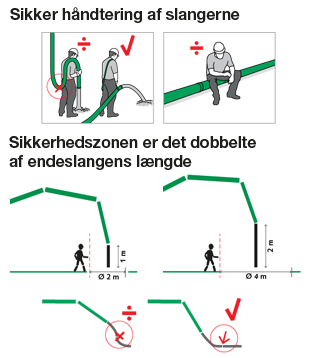 Sikker håndtering af slangerne
Sikkerhedszonen er det dobbelte
af endeslangens længde
1 m
Ø 2 m
2 m
Ø 4 m